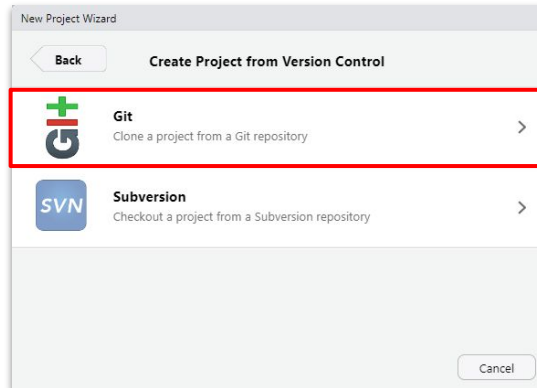 New Project Wizard
Back
Create Project from Version Control
git
Git
Clone a project from a Git repository
SVN
Subversion
Checkout a project from a Subversion repository
Cancel